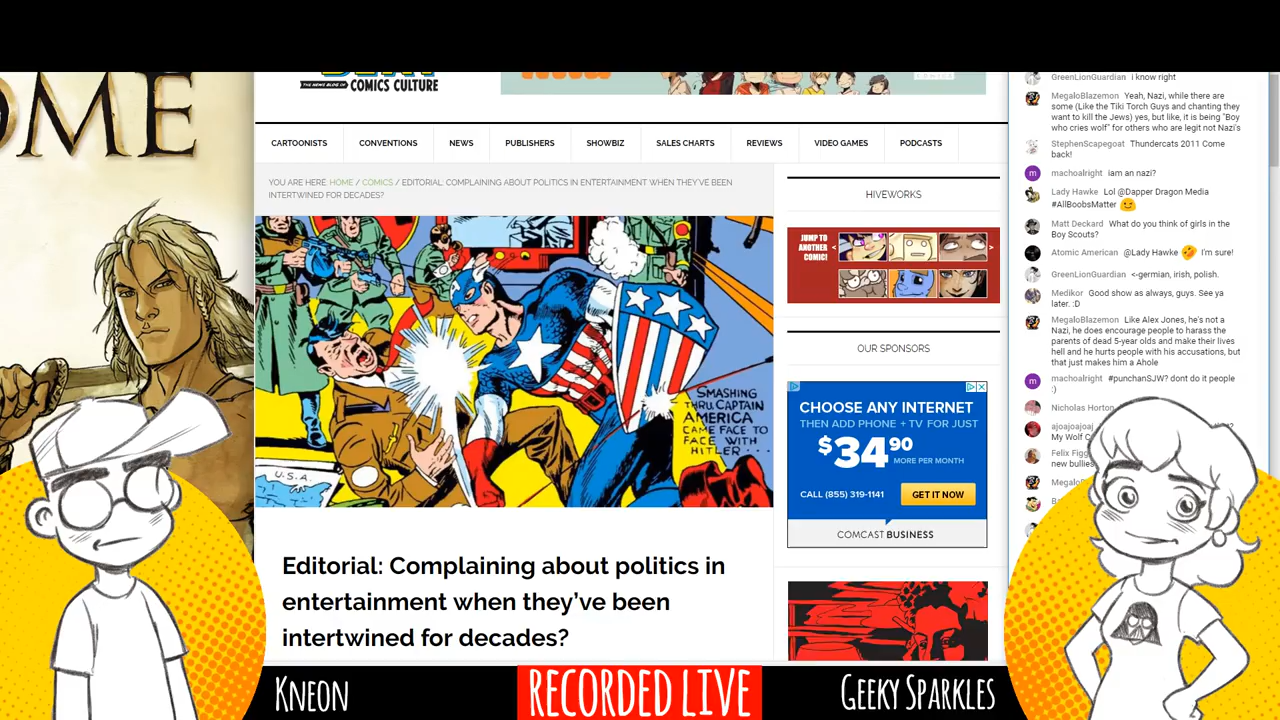 OME
THE NEWS BLOG OF COMICS CULTURE
CARTOONISTS
CONVENTIONS
NEWS
PUBLISHERS
SHOWBIZ
SALES CHARTS
REVIEWS
VIDEO GAMES
PODCASTS
YOU ARE HERE: HOME / COMICS / EDITORIAL: COMPLAINING ABOUT POLITICS IN
ENTERTAINMENT WHEN THEY'VE BEEN
INTERTWINED FOR DECADES?
SMASHING
THRU, CAPTAIN
AMERICA
CAME FACE TO
FACE WITH
HITLER...
U.S.A.
Editorial: Complaining about politics in
entertainment when they've been
intertwined for decades?
HIVEWORKS
JUMP TO
ANOTHER
COMIC!
OUR SPONSORS
CHOOSE ANY INTERNET
THEN ADD PHONE + TV FOR JUST
$34.90
MORE PER MONTH
CALL (855) 319-1141
GET IT NOW
COMCAST BUSINESS
GreenLionGuardian i know right
MegaloBlazemon Yeah, Nazi, while there are
some (Like the Tiki Torch Guys and chanting they
want to kill the Jews) yes, but like, it is being "Boy
who cries wolf" for others who are legit not Nazi's
StephenScapegoat Thundercats 2011 Come
back!
machoalright iam an nazi?
Lady Hawke Lol @Dapper Dragon Media
#AllBoobsMatter
Matt Deckard What do you think of girls in the
Boy Scouts?
Atomic American @Lady Hawke I'm sure!
GreenLionGuardian <-germian, irish, polish.
Medikor Good show as always, guys. See ya
later. :D
MegaloBlazemon Like Alex Jones, he's not a
Nazi, he does encourage people to harass the
parents of dead 5-year olds and make their lives
hell and he hurts people with his accusations, but
that just makes him a Ahole
machoalright #punchanSJW? dont do it people
:)
Nicholas Horton
ajoajoajoaj
My Wolf
Felix Figg
new bullies
Megalo
KNEON
RECORDED LIVE
GEEKY SPARKLES